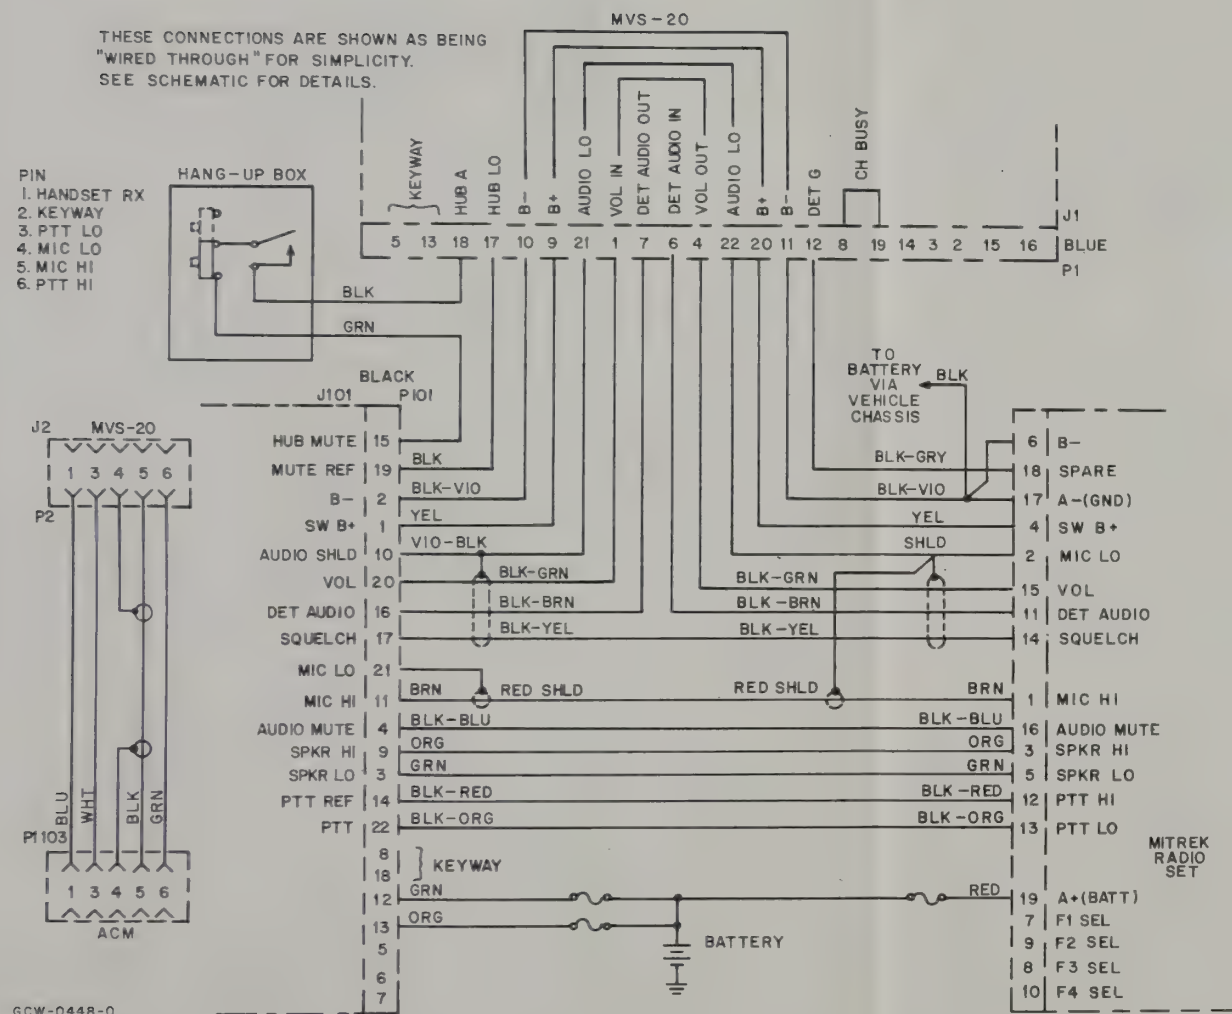 MVS-20
THESE CONNECTIONS ARE SHOWN AS BEING
"WIRED THROUGH" FOR SIMPLICITY.
SEE SCHEMATIC FOR DETAILS.
PIN
1. HANDSET RX
2. KEYWAY
3. PTT LO
4. MIC LO
5. MIC HI
6. PTT HI
HANG-UP BOX
KEYWAY
HUB A
HUB LO
B-
B+
AUDIO LO
VOL IN
DET AUDIO OUT
DET AUDIO IN
VOL OUT
AUDIO LO
B+
B-
DET G
CH BUSY
J1
5 13 18 17 10 9 21 1 7 6 4 22 20 11 12 8 19 14 3 2 15 16 BLUE
P1
BLK
GRN
TO
BATTERY
VIA
VEHICLE
CHASSIS
BLK
BLACK
J101 P101
J2 MVS-20
1 3 4 5 6
P2
BLU
WHT
BLK
GRN
P1103
1 3 4 5 6
ACM
HUB MUTE 15
MUTE REF 19 BLK
B- 2 BLK-VIO
SW B+ 1 YEL
AUDIO SHLD 10 VIO-BLK
VOL 20 BLK-GRN
DET AUDIO 16 BLK-BRN
SQUELCH 17 BLK-YEL
MIC LO 21
MIC HI 11 BRN RED SHLD
AUDIO MUTE 4 BLK-BLU
SPKR HI 9 ORG
SPKR LO 3 GRN
PTT REF 14 BLK-RED
PTT 22 BLK-ORG
8
18
KEYWAY
12 GRN
13 ORG
5
6
7
BATTERY
6 B-
BLK-GRY 18 SPARE
BLK-VIO 17 A-(GND)
YEL 4 SW B+
SHLD 2 MIC LO
BLK-GRN 15 VOL
BLK-BRN 11 DET AUDIO
BLK-YEL 14 SQUELCH
RED SHLD BRN 1 MIC HI
BLK-BLU 16 AUDIO MUTE
ORG 3 SPKR HI
GRN 5 SPKR LO
BLK-RED 12 PTT HI
BLK-ORG 13 PTT LO
MITREK
RADIO
SET
RED 19 A+(BATT)
7 F1 SEL
9 F2 SEL
8 F3 SEL
10 F4 SEL
GCW-0448-0